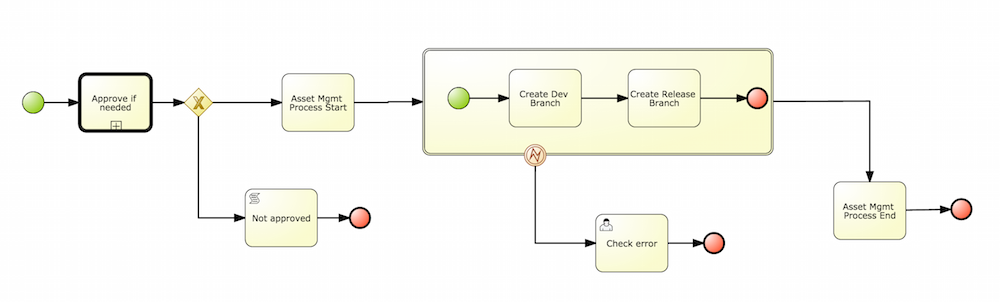 Approve if
needed
Asset Mgmt
Process Start
Create Dev
Branch
Create Release
Branch
Not approved
Check error
Asset Mgmt
Process End